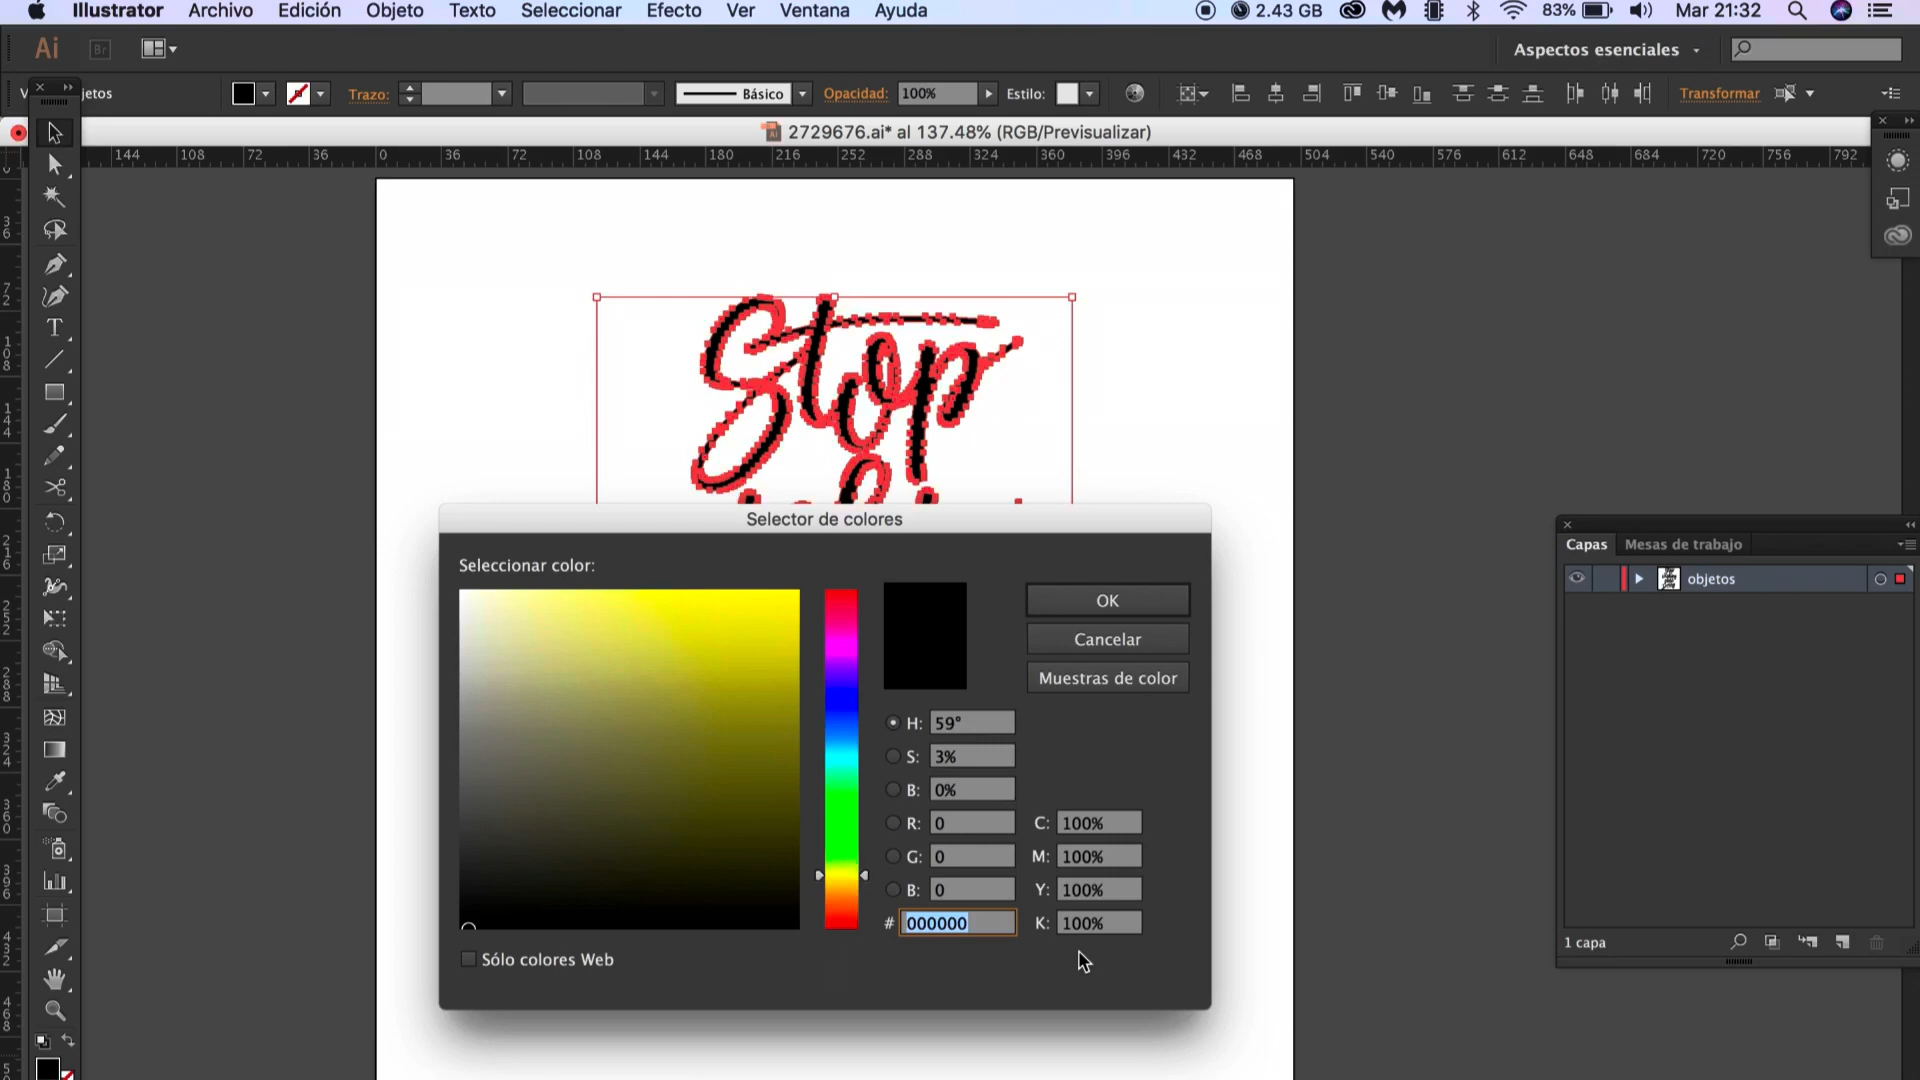 Illustrator Archivo Edición Objeto Texto Seleccionar Efecto Ver Ventana Ayuda 2.43 GB 83% Mar 21:32
Ai Br Aspectos esenciales
jetos Trazo: Básico Opacidad: 100% Estilo: Transformar
2729676.ai* al 137.48% (RGB/Previsualizar)
144 108 72 36 0 36 72 108 144 180 216 252 288 324 360 396 432 468 504 540 576 612 648 684 720 756 792
Stop
Selector de colores
Seleccionar color:
OK
Cancelar
Muestras de color
H: 59°
S: 3%
B: 0%
R: 0 C: 100%
G: 0 M: 100%
B: 0 Y: 100%
# 000000 K: 100%
Sólo colores Web
Capas Mesas de trabajo
objetos
1 capa